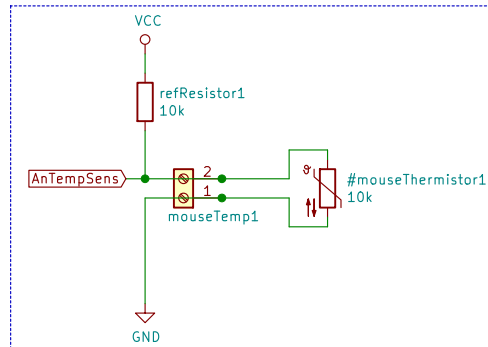 VCC
refResistor1
10k
AnTempSens
2
1
mouseTemp1
ϑ
#mouseThermistor1
10k
GND